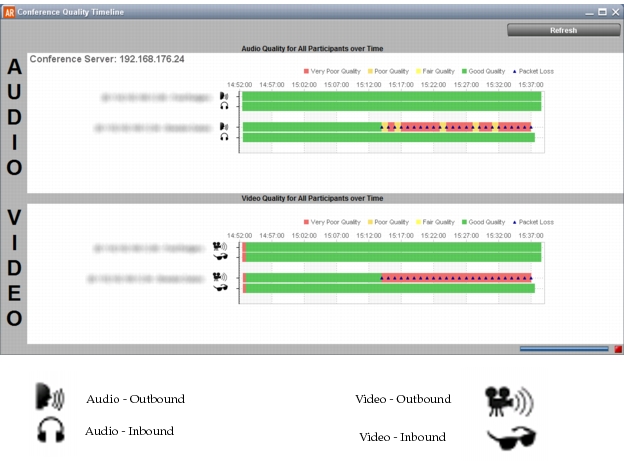 AR Conference Quality Timeline
Refresh
Audio Quality for All Participants over Time
AUDIO
Conference Server: 192.168.176.24
Very Poor Quality Poor Quality Fair Quality Good Quality Packet Loss
14:52:00 14:57:00 15:02:00 15:07:00 15:12:00 15:17:00 15:22:00 15:27:00 15:32:00 15:37:00
Video Quality for All Participants over Time
VIDEO
Very Poor Quality Poor Quality Fair Quality Good Quality Packet Loss
14:52:00 14:57:00 15:02:00 15:07:00 15:12:00 15:17:00 15:22:00 15:27:00 15:32:00 15:37:00
Audio - Outbound
Video - Outbound
Audio - Inbound
Video - Inbound